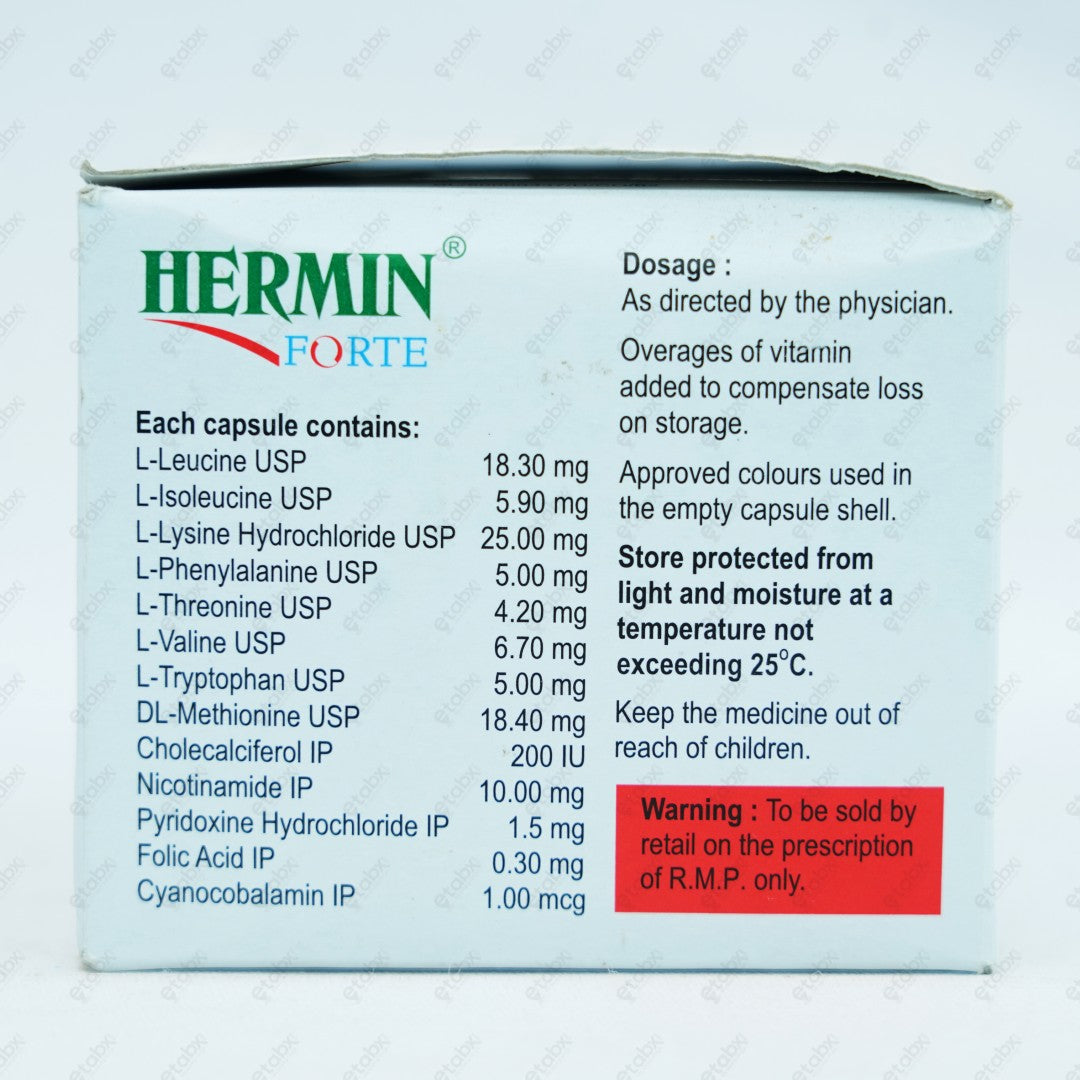 HERMIN®
FORTE
Each capsule contains:
L-Leucine USP 18.30 mg
L-Isoleucine USP 5.90 mg
L-Lysine Hydrochloride USP 25.00 mg
L-Phenylalanine USP 5.00 mg
L-Threonine USP 4.20 mg
L-Valine USP 6.70 mg
L-Tryptophan USP 5.00 mg
DL-Methionine USP 18.40 mg
Cholecalciferol IP 200 IU
Nicotinamide IP 10.00 mg
Pyridoxine Hydrochloride IP 1.5 mg
Folic Acid IP 0.30 mg
Cyanocobalamin IP 1.00 mcg
Dosage :
As directed by the physician.
Overages of vitamin
added to compensate loss
on storage.
Approved colours used in
the empty capsule shell.
Store protected from
light and moisture at a
temperature not
exceeding 25°C.
Keep the medicine out of
reach of children.
Warning : To be sold by
retail on the prescription
of R.M.P. only.
etabx